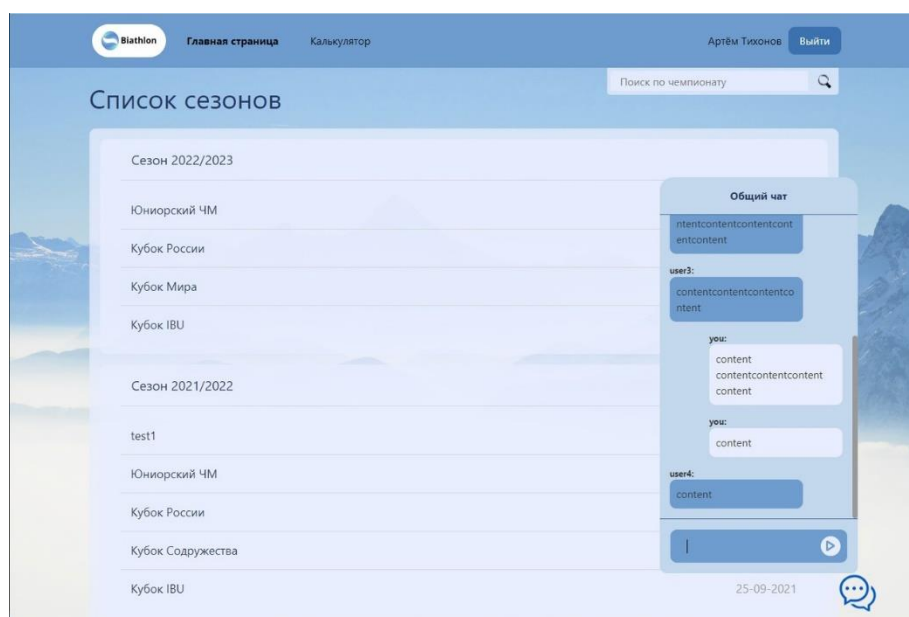 Biathlon
Главная страница
Калькулятор
Артём Тихонов
Выйти
Поиск по чемпионату
Список сезонов
Сезон 2022/2023
Юниорский ЧМ
Кубок России
Кубок Мира
Кубок IBU
Сезон 2021/2022
test1
Юниорский ЧМ
Кубок России
Кубок Содружества
Кубок IBU
25-09-2021
Общий чат
ntentcontentcontentcont
entcontent
user3:
contentcontentcontentco
ntent
you:
content
contentcontentcontent
content
you:
content
user4:
content